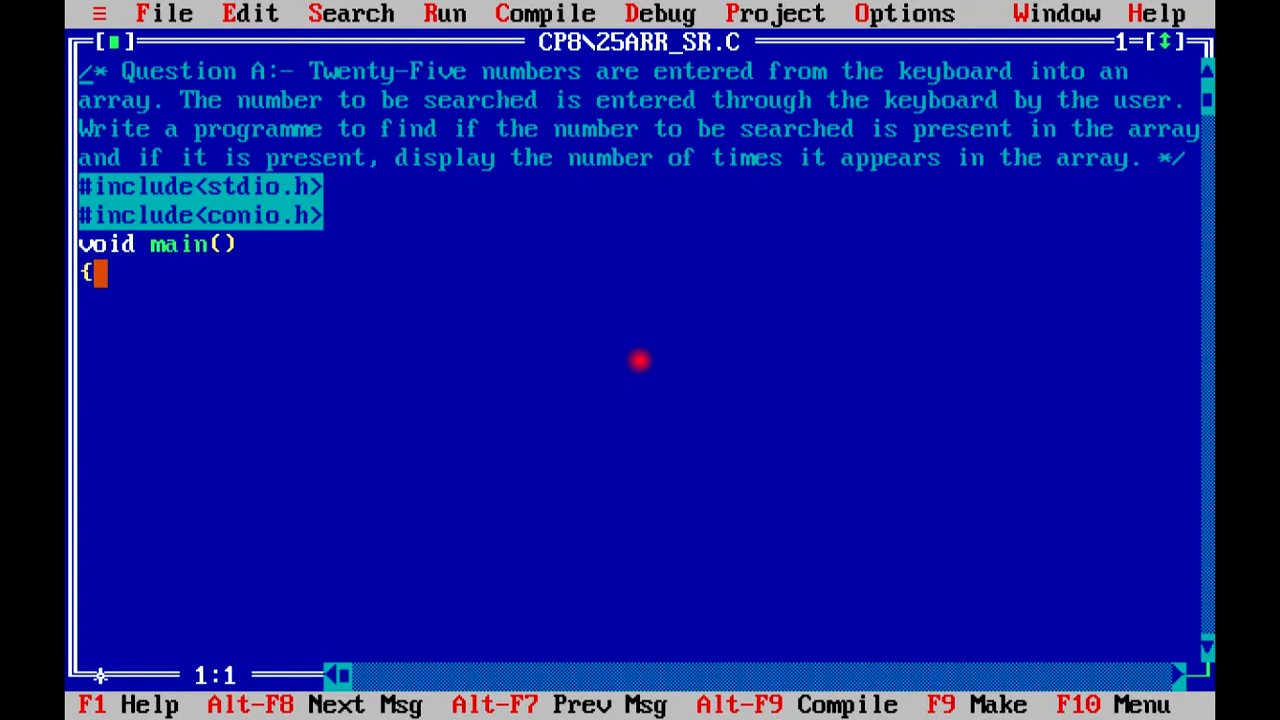 ≡ File Edit Search Run Compile Debug Project Options Window Help
[■] CP8\25ARR_SR.C 1=[↕]
/* Question A:- Twenty-Five numbers are entered from the keyboard into an
array. The number to be searched is entered through the keyboard by the user.
Write a programme to find if the number to be searched is present in the array
and if it is present, display the number of times it appears in the array. */
#include<stdio.h>
#include<conio.h>
void main()
{
1:1
F1 Help Alt-F8 Next Msg Alt-F7 Prev Msg Alt-F9 Compile F9 Make F10 Menu